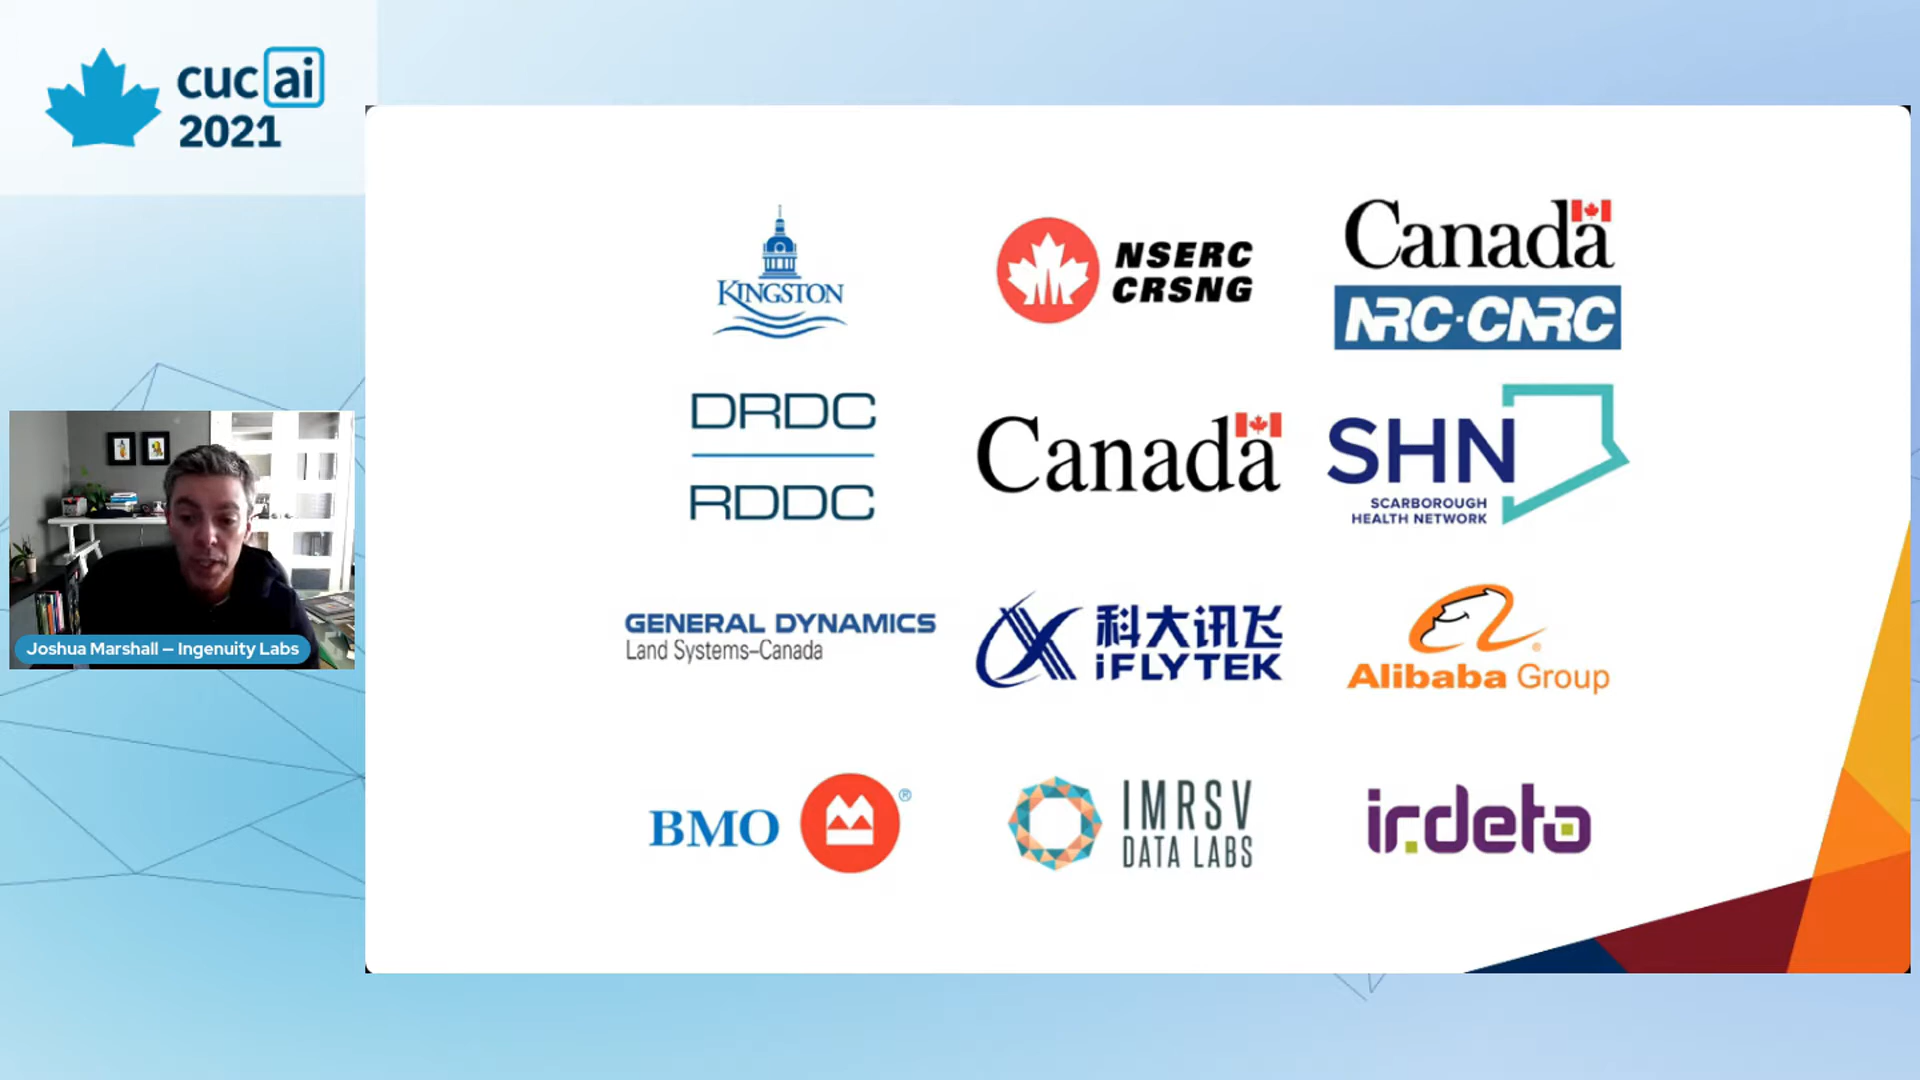 cuc ai
2021
KINGSTON
NSERC
CRSNG
Canada
NRC·CNRC
DRDC
RDDC
Canada
SHN
SCARBOROUGH
HEALTH NETWORK
GENERAL DYNAMICS
Land Systems–Canada
科大讯飞
iFLYTEK
Alibaba Group
BMO
IMRSV
DATA LABS
irdeto
Joshua Marshall – Ingenuity Labs